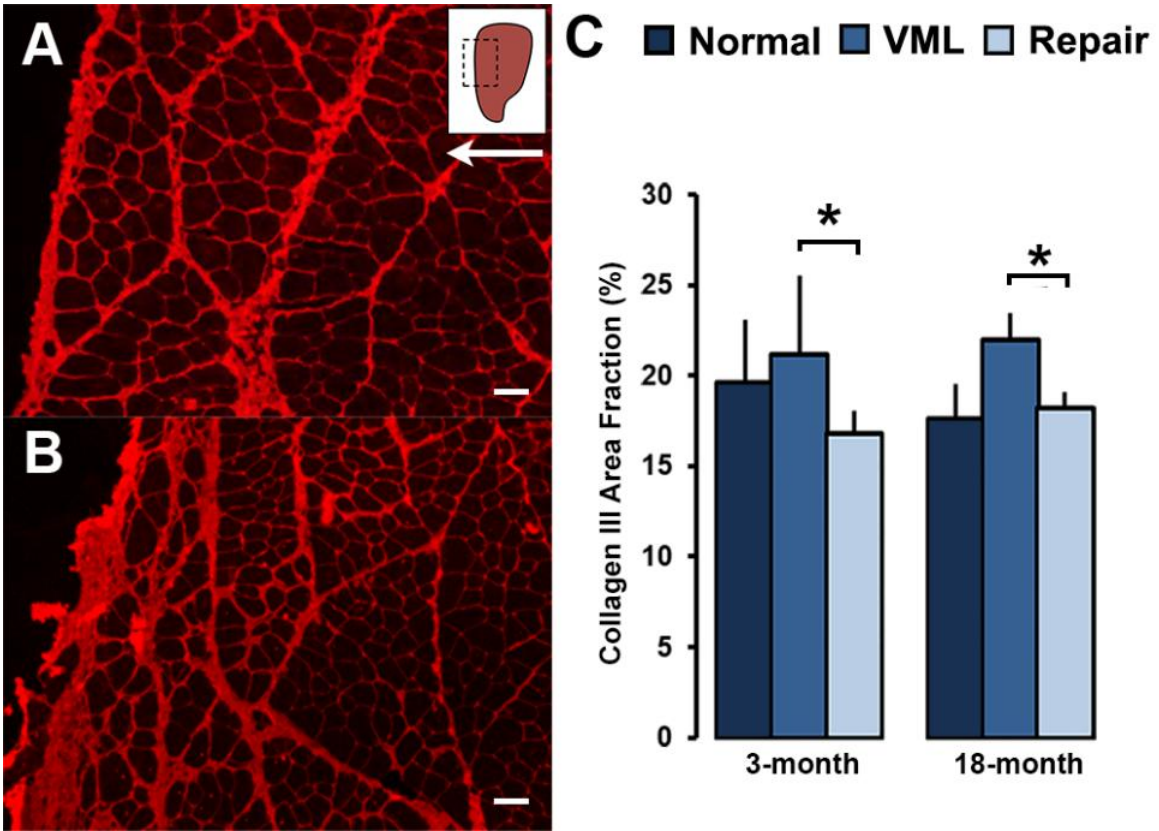 A
B
C
Normal VML Repair
Collagen III Area Fraction (%)
30
25
20
15
10
5
0
*
*
3-month
18-month